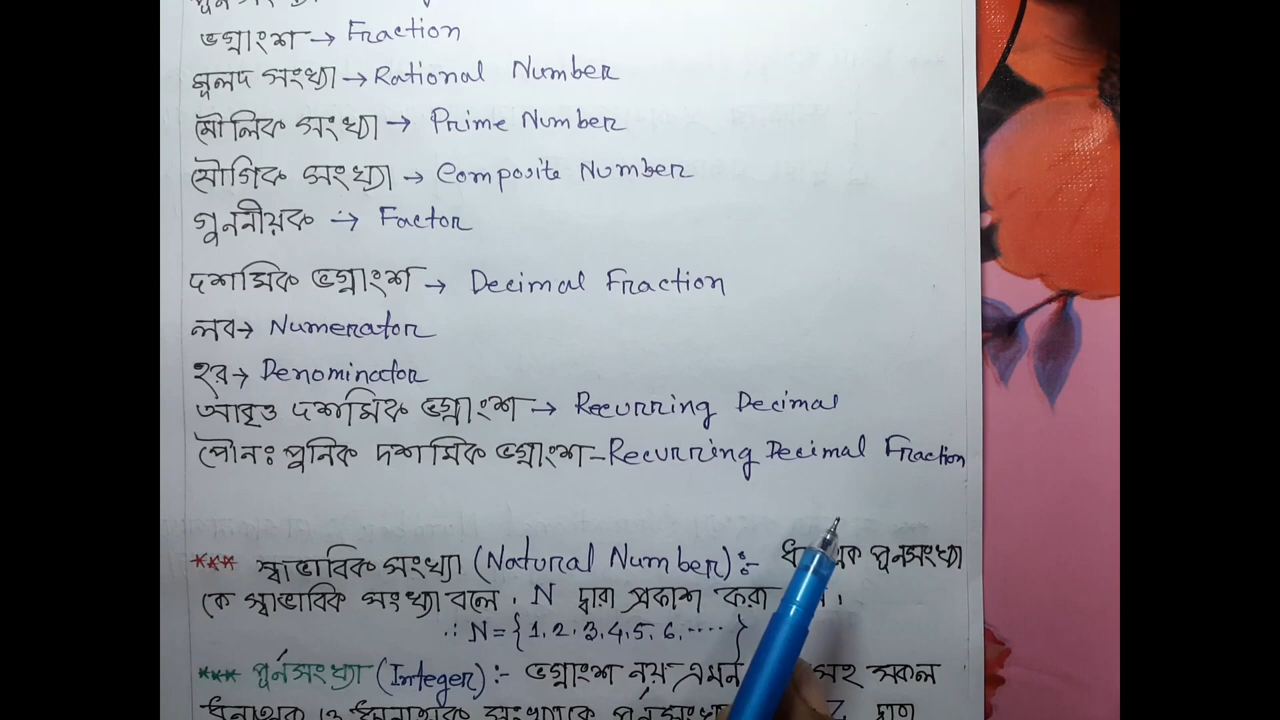 ভগ্নাংশ → Fraction
মূলদ সংখ্যা → Rational Number
মৌলিক সংখ্যা → Prime Number
যৌগিক সংখ্যা → Composite Number
গুননীয়ক → Factor
দশমিক ভগ্নাংশ → Decimal Fraction
লব → Numerator
হর → Denominator
আবৃত দশমিক ভগ্নাংশ → Recurring Decimal
পৌনঃপুনিক দশমিক ভগ্নাংশ - Recurring Decimal Fraction
*** স্বাভাবিক সংখ্যা (Natural Number) :- পূনসংখ্যা
কে স্বাভাবিক সংখ্যা বলে । N দ্বারা প্রকাশ করা ।
∴ N = {1, 2, 3, 4, 5, 6, ....}
*** পূর্নসংখ্যা (Integer) :- ভগ্নাংশ নয় এমন সহ সকল